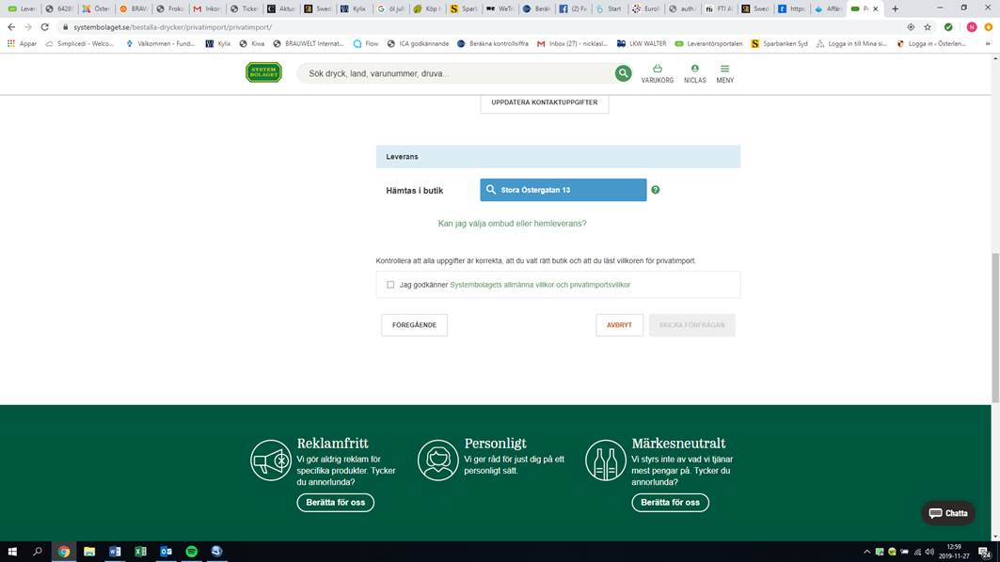 Lever
6428
Öster
BRAV
Froks
M Inkor
Ticke
Aktue
Swed
Kylix
G öl juli
Köp l
Spart
WeTr
Beräl
(2) Fa
Start
Eurof
auth.
fti FTI A
Swed
https
Affär
systembolaget.se/bestalla-drycker/privatimport/privatimport/
Appar
Simplicedi - Welco...
Välkommen - Fund...
Kylix
Kiwa
BRAUWELT Internat...
Flow
ICA godkännande
Beräkna kontrollsiffra
Inbox (27) - nicklasl...
LKW WALTER
Leverantörsportalen
Sparbanken Syd
Logga in till Mina si...
Logga in - Österlen...
SYSTEM
BOLAGET
Sök dryck, land, varunummer, druva...
VARUKORG
NICLAS
MENY
UPPDATERA KONTAKTUPPGIFTER
Leverans
Hämtas i butik
Stora Östergatan 13
Kan jag välja ombud eller hemleverans?
Kontrollera att alla uppgifter är korrekta, att du valt rätt butik och att du läst villkoren för privatimport.
Jag godkänner Systembolagets allmänna villkor och privatimportsvillkor
FÖREGÅENDE
AVBRYT
SKICKA FÖRFRÅGAN
Reklamfritt
Vi gör aldrig reklam för
specifika produkter. Tycker
du annorlunda?
Berätta för oss
Personligt
Vi ger råd för just dig på ett
personligt sätt.
Märkesneutralt
Vi styrs inte av vad vi tjänar
mest pengar på. Tycker du
annorlunda?
Berätta för oss
Chatta
12:59
2019-11-27
24